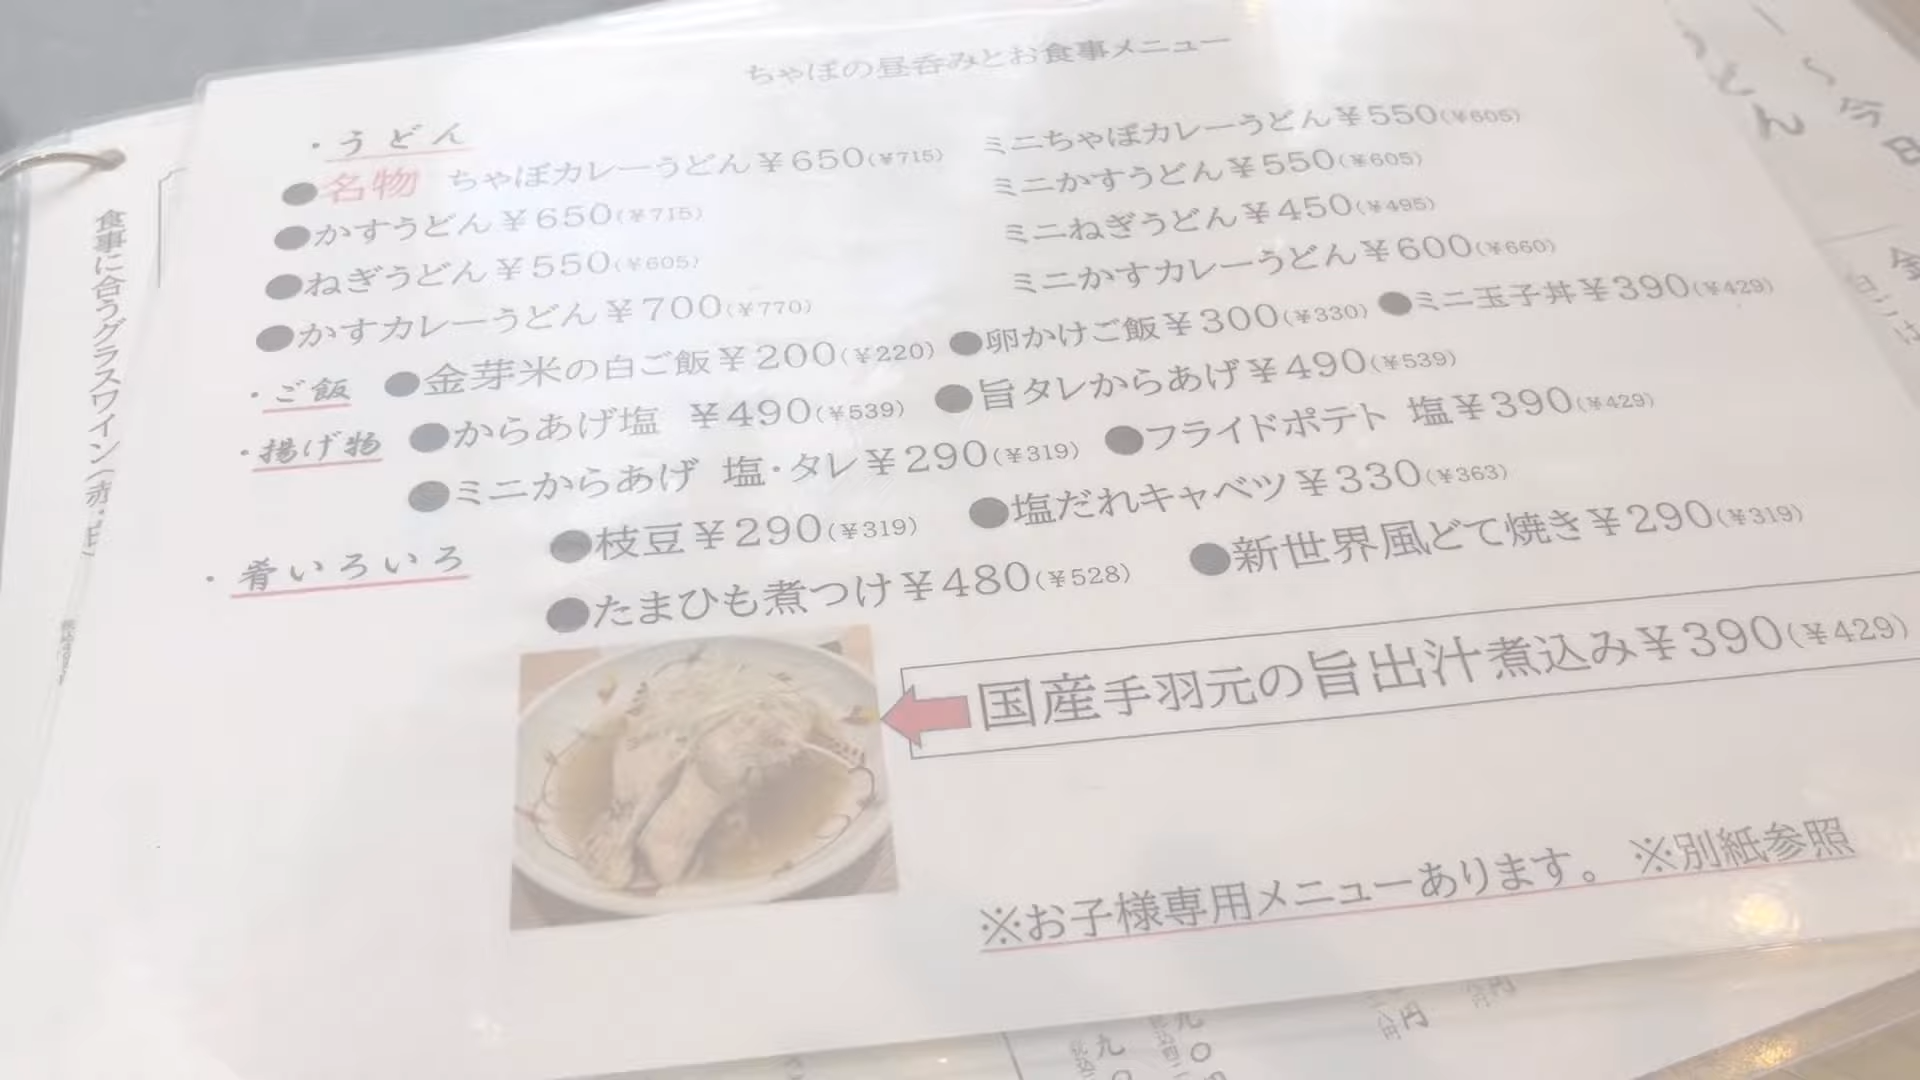 ちゃぼの昼呑みとお食事メニュー
・うどん
●名物 ちゃぼカレーうどん¥650(¥715) ミニちゃぼカレーうどん¥550(¥605)
●かすうどん¥650(¥715) ミニかすうどん¥550(¥605)
●ねぎうどん¥550(¥605) ミニねぎうどん¥450(¥495)
●かすカレーうどん¥700(¥770) ミニかすカレーうどん¥600(¥660)
・ご飯 ●金芽米の白ご飯¥200(¥220) ●卵かけご飯¥300(¥330) ●ミニ玉子丼¥390(¥429)
・揚げ物 ●からあげ塩 ¥490(¥539) ●旨タレからあげ¥490(¥539)
●ミニからあげ 塩・タレ¥290(¥319) ●フライドポテト 塩¥390(¥429)
・肴いろいろ ●枝豆¥290(¥319) ●塩だれキャベツ¥330(¥363)
●たまひも煮つけ¥480(¥528) ●新世界風どて焼き¥290(¥319)
国産手羽元の旨出汁煮込み¥390(¥429)
※お子様専用メニューあります。※別紙参照
食事に合うグラスワイン(赤・白)
うどん
今